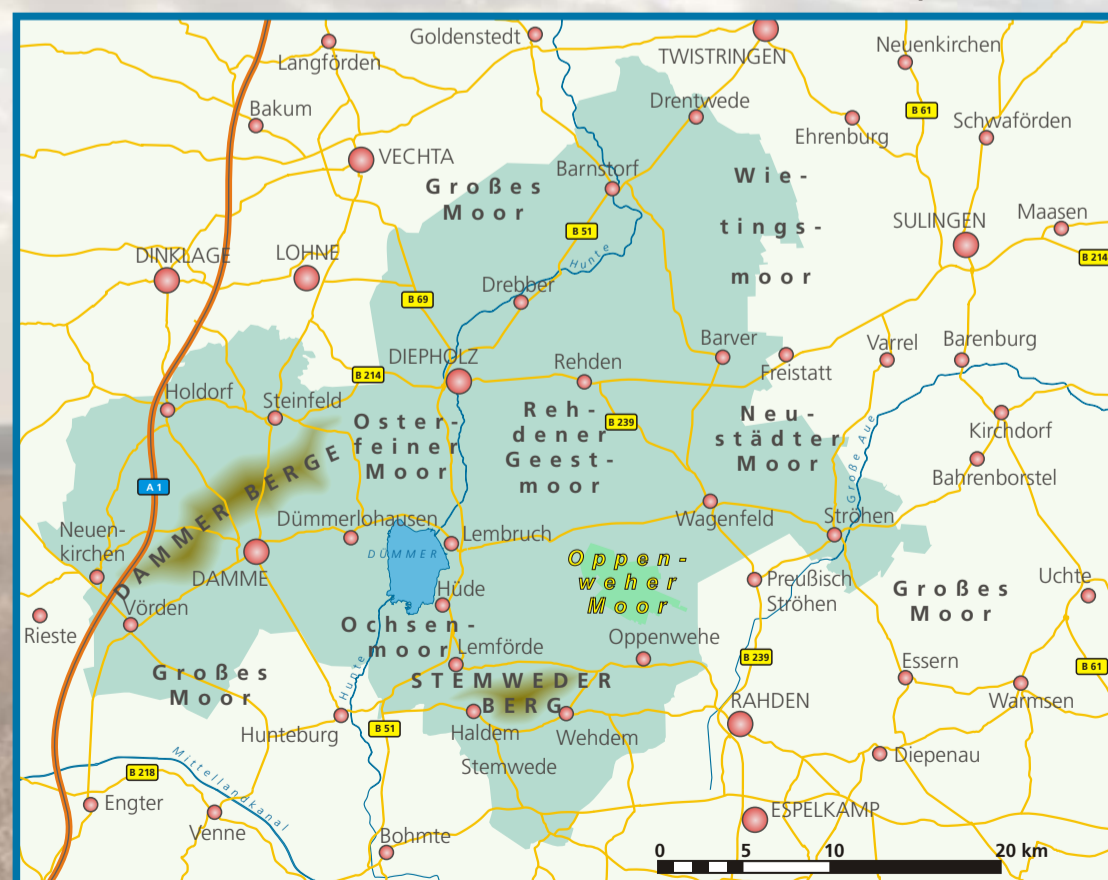 Goldenstedt
TWISTRINGEN
Neuenkirchen
Langförden
Drentwede
B 61
Bakum
Ehrenburg
Schwaförden
VECHTA
Barnstorf
Großes
Moor
Wie-
tings-
moor
SULINGEN
Maasen
B 51
B 214
DINKLAGE
LOHNE
Hunte
Drebber
B 69
DIEPHOLZ
Rehden
Barver
Freistatt
Varrel
Barenburg
B 214
Holdorf
Steinfeld
Oster-
feiner
Moor
Reh-
dener
Geest-
moor
B 239
Neu-
städter
Moor
Kirchdorf
Bahrenborstel
Große Aue
A 1
DAMMER BERGE
Dümmerlohausen
Lembruch
Wagenfeld
Ströhen
Neuen-
kirchen
DÜMMER
DAMME
Oppen-
weher
Moor
Preußisch
Ströhen
Großes
Moor
Uchte
Hüde
Vörden
Rieste
Ochsen-
moor
Lemförde
Oppenwehe
B 239
Essern
B 61
Großes
Moor
Hunte
STEMWEDER
BERG
RAHDEN
Warmsen
Hunteburg
B 51
Haldem
Wehdem
Stemwede
Diepenau
B 218
Mittellandkanal
Engter
Venne
ESPELKAMP
Bohmte
0 5 10 20 km